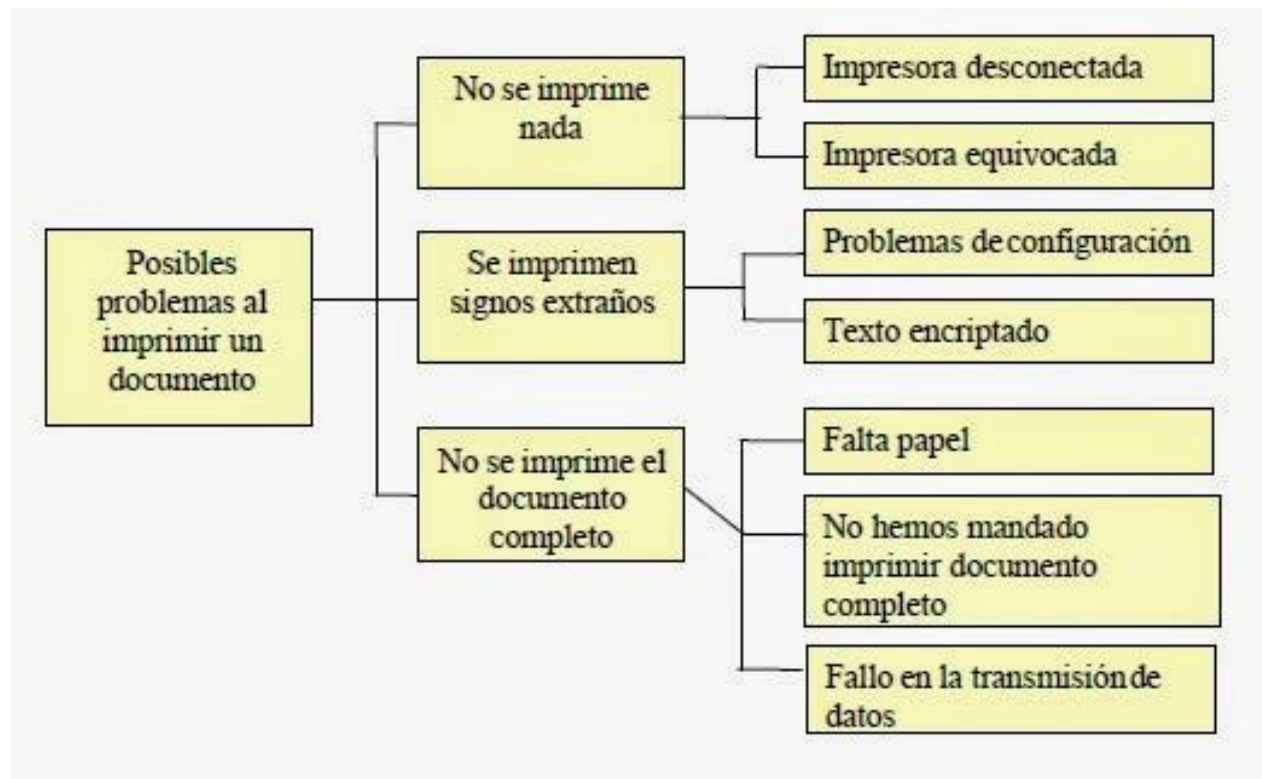 Posibles
problemas al
imprimir un
documento
No se imprime
nada
Impresora desconectada
Impresora equivocada
Se imprimen
signos extraños
Problemas de configuración
Texto encriptado
No se imprime el
documento
completo
Falta papel
No hemos mandado
imprimir documento
completo
Fallo en la transmisión de
datos